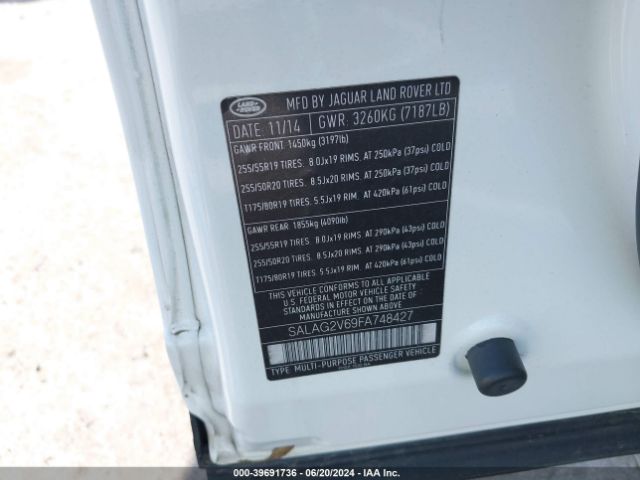 LAND ROVER
MFD BY JAGUAR LAND ROVER LTD
DATE: 11/14 GWR: 3260KG (7187LB)
GAWR FRONT: 1450kg (3197lb)
255/55R19 TIRES. 8.0Jx19 RIMS. AT 250kPa (37psi) COLD
255/50R20 TIRES. 8.5Jx20 RIMS. AT 250kPa (37psi) COLD
T175/80R19 TIRES. 5.5Jx19 RIM. AT 420kPa (61psi) COLD
GAWR REAR: 1855kg (4090lb)
255/55R19 TIRES. 8.0Jx19 RIMS. AT 290kPa (43psi) COLD
255/50R20 TIRES. 8.5Jx20 RIMS. AT 290kPa (43psi) COLD
T175/80R19 TIRES. 5.5Jx19 RIM. AT 420kPa (61psi) COLD
THIS VEHICLE CONFORMS TO ALL APPLICABLE
U.S. FEDERAL MOTOR VEHICLE SAFETY
STANDARDS IN EFFECT ON THE DATE OF
MANUFACTURE SHOWN ABOVE
SALAG2V69FA748427
TYPE: MULTI-PURPOSE PASSENGER VEHICLE
© COPART - 39691736 - 06/20/2024 - IAA Inc.